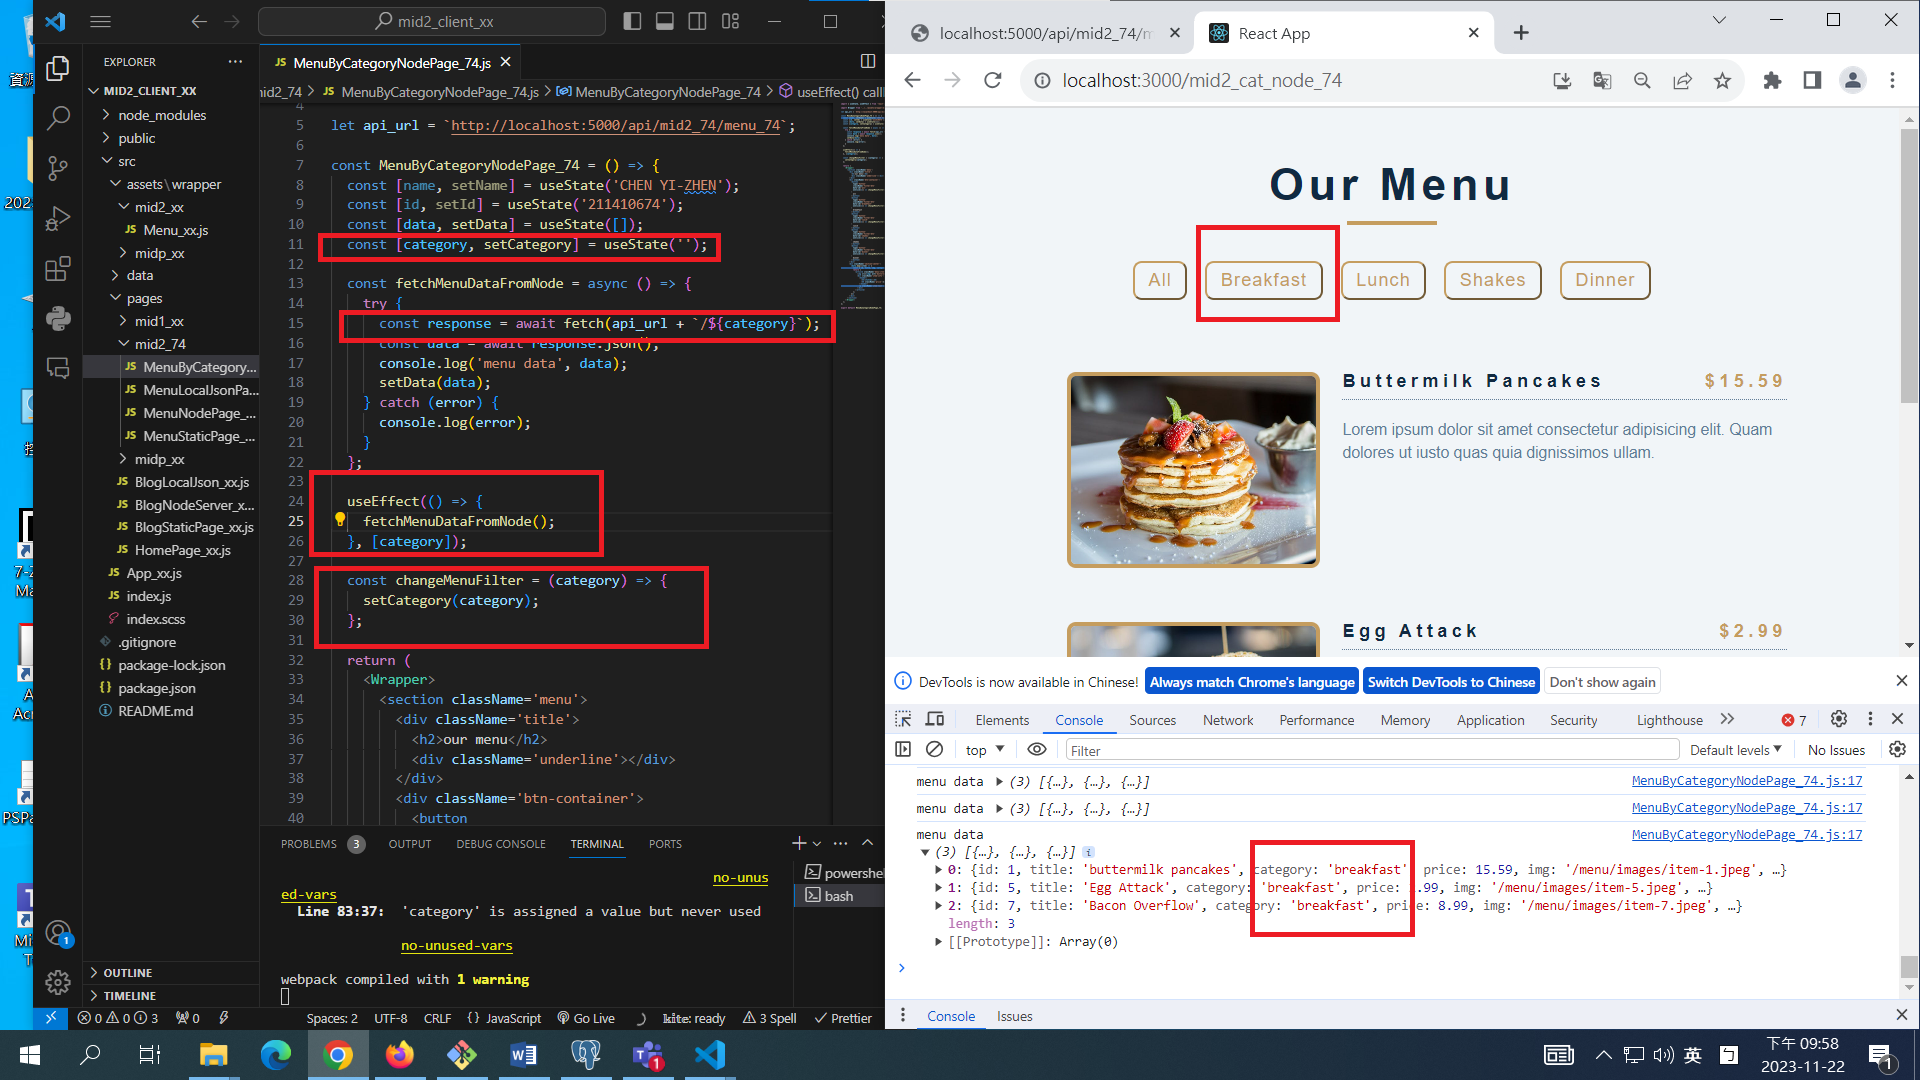 mid2_client_xx
EXPLORER
MID2_CLIENT_XX
node_modules
public
src
assets\wrapper
mid2_xx
Menu_xx.js
midp_xx
data
pages
mid1_xx
mid2_74
MenuByCategory...
MenuLocalJsonPa...
MenuNodePage_...
MenuStaticPage_...
midp_xx
BlogLocalJson_xx.js
BlogNodeServer_x...
BlogStaticPage_xx.js
HomePage_xx.js
App_xx.js
index.js
index.scss
.gitignore
package-lock.json
package.json
README.md
OUTLINE
TIMELINE
MenuByCategoryNodePage_74.js
mid2_74 > MenuByCategoryNodePage_74.js > MenuByCategoryNodePage_74 > useEffect() call
4
5 let api_url = `http://localhost:5000/api/mid2_74/menu_74`;
6
7 const MenuByCategoryNodePage_74 = () => {
8 const [name, setName] = useState('CHEN YI-ZHEN');
9 const [id, setId] = useState('211410674');
10 const [data, setData] = useState([]);
11 const [category, setCategory] = useState('');
12
13 const fetchMenuDataFromNode = async () => {
14 try {
15 const response = await fetch(api_url + `/${category}`);
16 const data = await response.json();
17 console.log('menu data', data);
18 setData(data);
19 } catch (error) {
20 console.log(error);
21 }
22 };
23
24 useEffect(() => {
25 fetchMenuDataFromNode();
26 }, [category]);
27
28 const changeMenuFilter = (category) => {
29 setCategory(category);
30 };
31
32 return (
33 <Wrapper>
34 <section className='menu'>
35 <div className='title'>
36 <h2>our menu</h2>
37 <div className='underline'></div>
38 </div>
39 <div className='btn-container'>
40 <button
PROBLEMS 3 OUTPUT DEBUG CONSOLE TERMINAL PORTS
no-unus
ed-vars
Line 83:37: 'category' is assigned a value but never used
no-unused-vars
webpack compiled with 1 warning
powershel
bash
0 0 3 0 Spaces: 2 UTF-8 CRLF {} JavaScript Go Live kite: ready 3 Spell Prettier
localhost:5000/api/mid2_74/m
React App
localhost:3000/mid2_cat_node_74
Our Menu
All
Breakfast
Lunch
Shakes
Dinner
Buttermilk Pancakes $15.59
Lorem ipsum dolor sit amet consectetur adipisicing elit. Quam
dolores ut iusto quas quia dignissimos ullam.
Egg Attack $2.99
DevTools is now available in Chinese! Always match Chrome's language Switch DevTools to Chinese Don't show again
Elements Console Sources Network Performance Memory Application Security Lighthouse 7
top Filter Default levels No Issues
menu data (3) [{…}, {…}, {…}] MenuByCategoryNodePage_74.js:17
menu data (3) [{…}, {…}, {…}] MenuByCategoryNodePage_74.js:17
menu data MenuByCategoryNodePage_74.js:17
(3) [{…}, {…}, {…}]
0: {id: 1, title: 'buttermilk pancakes', category: 'breakfast', price: 15.59, img: '/menu/images/item-1.jpeg', …}
1: {id: 5, title: 'Egg Attack', category: 'breakfast', price: 2.99, img: '/menu/images/item-5.jpeg', …}
2: {id: 7, title: 'Bacon Overflow', category: 'breakfast', price: 8.99, img: '/menu/images/item-7.jpeg', …}
length: 3
[[Prototype]]: Array(0)
Console Issues
英
下午 09:58
2023-11-22
1